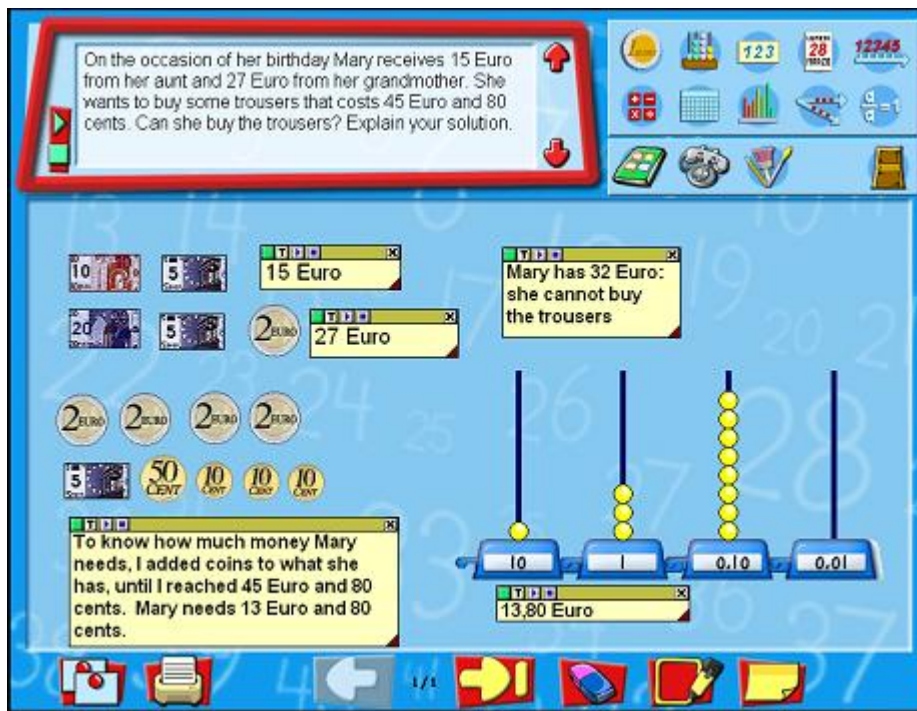 On the occasion of her birthday Mary receives 15 Euro
from her aunt and 27 Euro from her grandmother. She
wants to buy some trousers that costs 45 Euro and 80
cents. Can she buy the trousers? Explain your solution.
1 2 3
28
12345
10
5
15 Euro
20
5
2 EURO
27 Euro
Mary has 32 Euro:
she cannot buy
the trousers
2 EURO
2 EURO
2 EURO
2 EURO
5
50 CENT
10 CENT
10 CENT
10 CENT
To know how much money Mary
needs, I added coins to what she
has, until I reached 45 Euro and 80
cents. Mary needs 13 Euro and 80
cents.
10
1
0,10
0,01
13,80 Euro
1/1